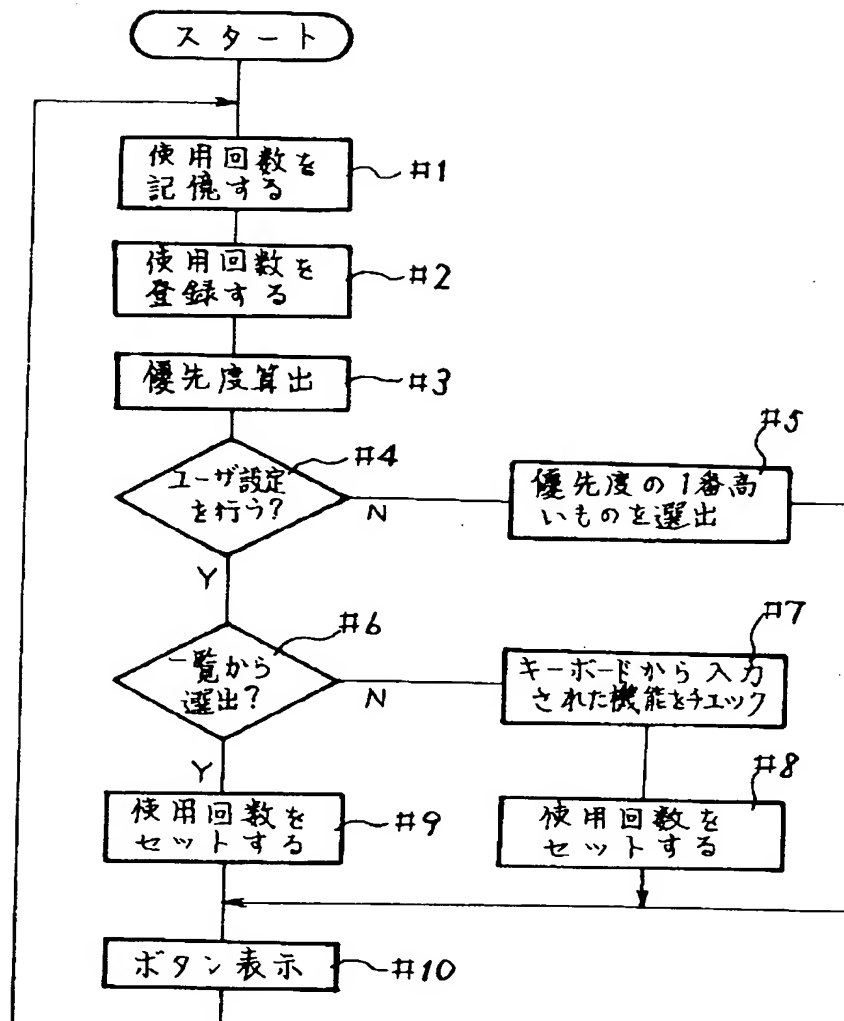 スタート
使用回数を
記憶する
#1
使用回数を
登録する
#2
優先度算出
#3
ユーザ設定
を行う?
#4
N
Y
優先度の1番高
いものを選出
#5
一覧から
選出?
#6
N
Y
キーボードから入力
された機能をチェック
#7
使用回数を
セットする
#8
使用回数を
セットする
#9
ボタン表示
#10